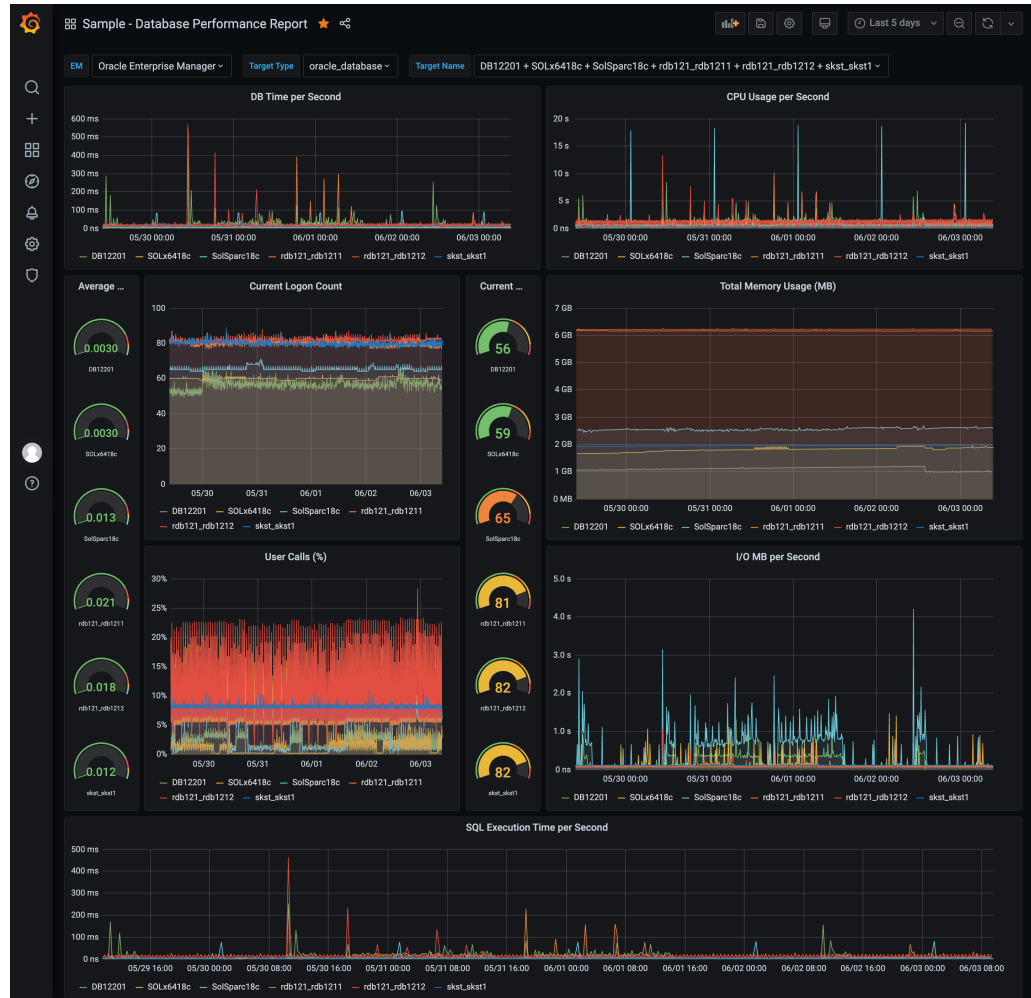 Sample - Database Performance Report
Last 5 days
EM Oracle Enterprise Manager Target Type oracle_database Target Name DB12201 + SOLx6418c + SolSparc18c + rdb121_rdb1211 + rdb121_rdb1212 + skst_skst1
DB Time per Second
600 ms
500 ms
400 ms
300 ms
200 ms
100 ms
0 ns
05/30 00:00 05/31 00:00 06/01 00:00 06/02 00:00 06/03 00:00
DB12201 SOLx6418c SolSparc18c rdb121_rdb1211 rdb121_rdb1212 skst_skst1
CPU Usage per Second
20 s
15 s
10 s
5 s
0 ns
05/30 00:00 05/31 00:00 06/01 00:00 06/02 00:00 06/03 00:00
DB12201 SOLx6418c SolSparc18c rdb121_rdb1211 rdb121_rdb1212 skst_skst1
Average ...
0.0030
DB12201
0.0030
SOLx6418c
0.013
SolSparc18c
0.021
rdb121_rdb1211
0.018
rdb121_rdb1212
0.012
skst_skst1
Current Logon Count
100
80
60
40
20
0
05/30 05/31 06/01 06/02 06/03
DB12201 SOLx6418c SolSparc18c rdb121_rdb1211
rdb121_rdb1212 skst_skst1
User Calls (%)
30%
25%
20%
15%
10%
5%
0%
05/30 05/31 06/01 06/02 06/03
DB12201 SOLx6418c SolSparc18c rdb121_rdb1211
rdb121_rdb1212 skst_skst1
Current ...
56
DB12201
59
SOLx6418c
65
SolSparc18c
81
rdb121_rdb1211
82
rdb121_rdb1212
82
skst_skst1
Total Memory Usage (MB)
7 GB
6 GB
5 GB
4 GB
3 GB
2 GB
1 GB
0 MB
05/30 00:00 05/31 00:00 06/01 00:00 06/02 00:00 06/03 00:00
DB12201 SOLx6418c SolSparc18c rdb121_rdb1211 rdb121_rdb1212 skst_skst1
I/O MB per Second
5.0 s
4.0 s
3.0 s
2.0 s
1.0 s
0 ns
05/30 00:00 05/31 00:00 06/01 00:00 06/02 00:00 06/03 00:00
DB12201 SOLx6418c SolSparc18c rdb121_rdb1211 rdb121_rdb1212 skst_skst1
SQL Execution Time per Second
500 ms
400 ms
300 ms
200 ms
100 ms
0 ns
05/29 16:00 05/30 00:00 05/30 08:00 05/30 16:00 05/31 00:00 05/31 08:00 05/31 16:00 06/01 00:00 06/01 08:00 06/01 16:00 06/02 00:00 06/02 08:00 06/02 16:00 06/03 00:00 06/03 08:00
DB12201 SOLx6418c SolSparc18c rdb121_rdb1211 rdb121_rdb1212 skst_skst1